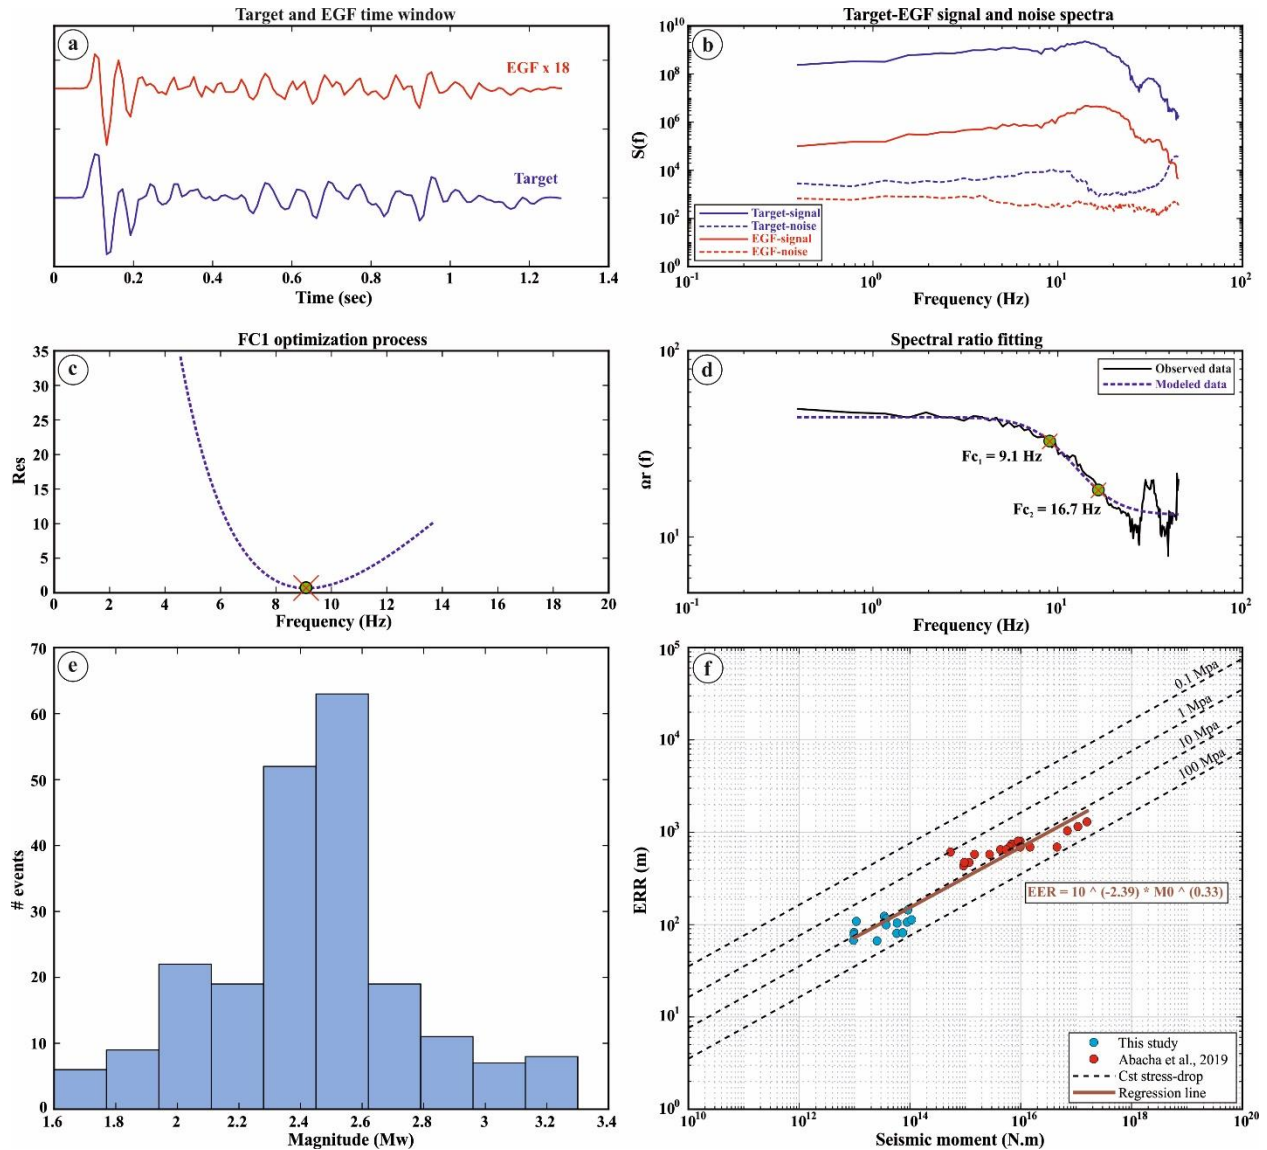 Target and EGF time window
a
EGF x 18
Target
0
0.2
0.4
0.6
0.8
1
1.2
1.4
Time (sec)
Target-EGF signal and noise spectra
b
S(f)
10^10
10^8
10^6
10^4
10^2
10^0
Target-signal
Target-noise
EGF-signal
EGF-noise
10^-1
10^0
10^1
10^2
Frequency (Hz)
FC1 optimization process
c
Res
35
30
25
20
15
10
5
0
0
2
4
6
8
10
12
14
16
18
20
Frequency (Hz)
Spectral ratio fitting
d
Ωr (f)
10^2
10^1
Observed data
Modeled data
Fc₁ = 9.1 Hz
Fc₂ = 16.7 Hz
10^-1
10^0
10^1
10^2
Frequency (Hz)
e
# events
70
60
50
40
30
20
10
0
1.6
1.8
2
2.2
2.4
2.6
2.8
3
3.2
3.4
Magnitude (Mw)
f
ERR (m)
10^5
10^4
10^3
10^2
10^1
10^0
0.1 Mpa
1 Mpa
10 Mpa
100 Mpa
EER = 10 ^ (-2.39) * M0 ^ (0.33)
This study
Abacha et al., 2019
Cst stress-drop
Regression line
10^10
10^12
10^14
10^16
10^18
10^20
Seismic moment (N.m)